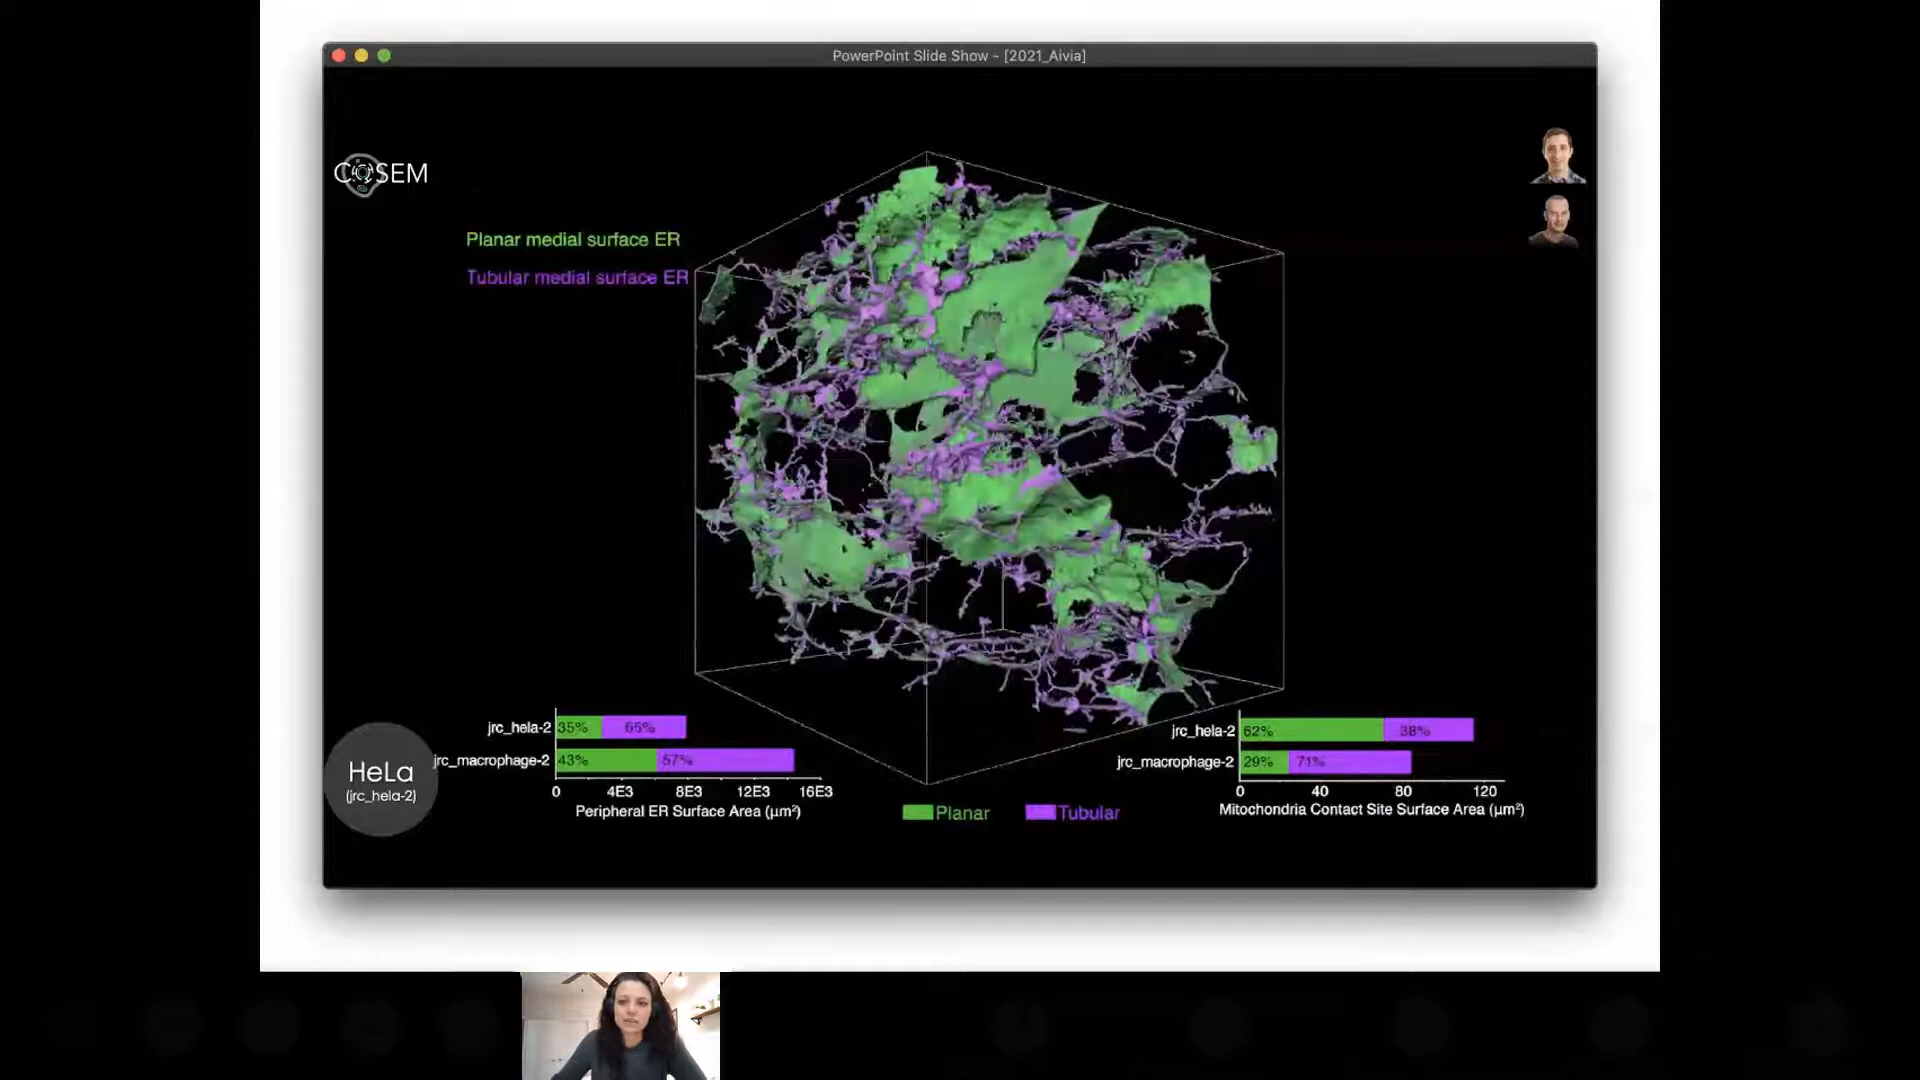 PowerPoint Slide Show - [2021_Aivia]
COSEM
Planar medial surface ER
Tubular medial surface ER
jrc_hela-2 35% 65%
jrc_macrophage-2 43% 57%
0 4E3 8E3 12E3 16E3
Peripheral ER Surface Area (µm²)
HeLa
(jrc_hela-2)
Planar Tubular
jrc_hela-2 62% 38%
jrc_macrophage-2 29% 71%
0 40 80 120
Mitochondria Contact Site Surface Area (µm²)